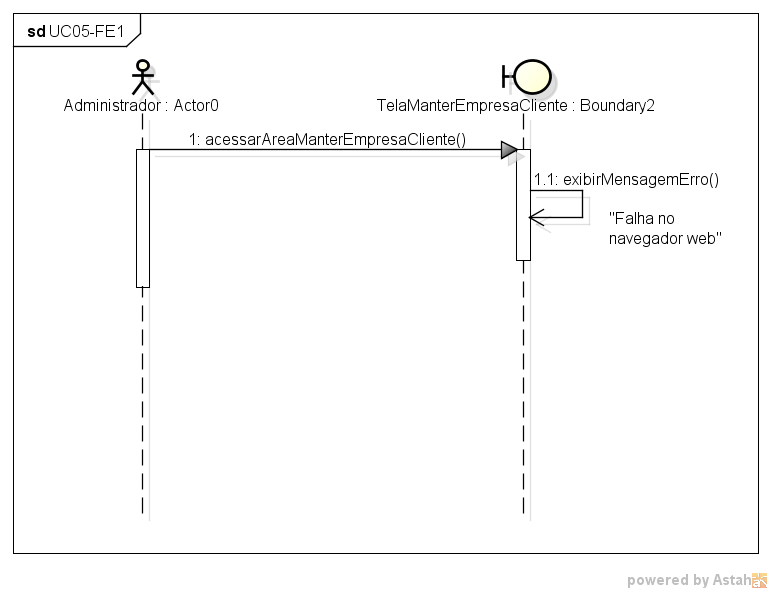 sd UC05-FE1
Administrador : Actor0
TelaManterEmpresaCliente : Boundary2
1: acessarAreaManterEmpresaCliente()
1.1: exibirMensagemErro()
"Falha no
navegador web"
powered by Astah